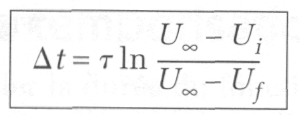 Δt = τ ln (U∞ − Ui) / (U∞ − Uf)